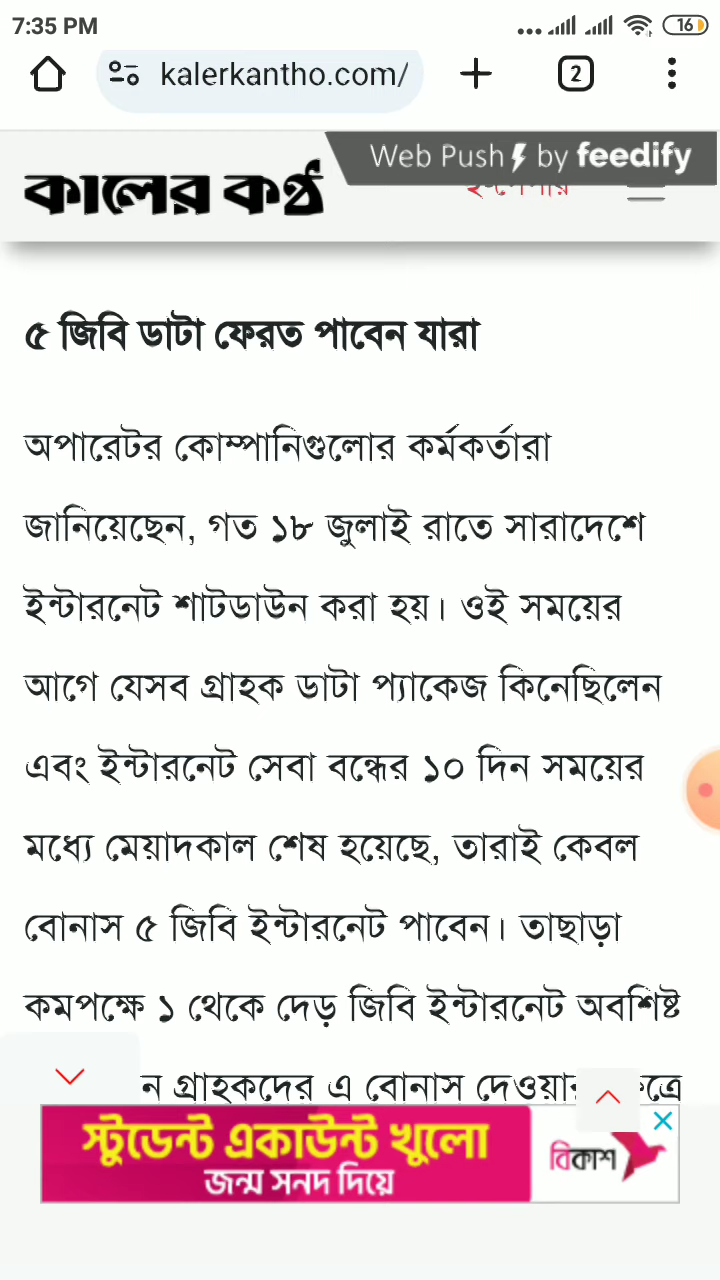 7:35 PM
16
kalerkantho.com/
2
Web Push by feedify
কালের কণ্ঠ
৫ জিবি ডাটা ফেরত পাবেন যারা
অপারেটর কোম্পানিগুলোর কর্মকর্তারা
জানিয়েছেন, গত ১৮ জুলাই রাতে সারাদেশে
ইন্টারনেট শাটডাউন করা হয়। ওই সময়ের
আগে যেসব গ্রাহক ডাটা প্যাকেজ কিনেছিলেন
এবং ইন্টারনেট সেবা বন্ধের ১০ দিন সময়ের
মধ্যে মেয়াদকাল শেষ হয়েছে, তারাই কেবল
বোনাস ৫ জিবি ইন্টারনেট পাবেন। তাছাড়া
কমপক্ষে ১ থেকে দেড় জিবি ইন্টারনেট অবশিষ্ট
ন গ্রাহকদের এ বোনাস
স্টুডেন্ট একাউন্ট খুলো
জন্ম সনদ দিয়ে
বিকাশ